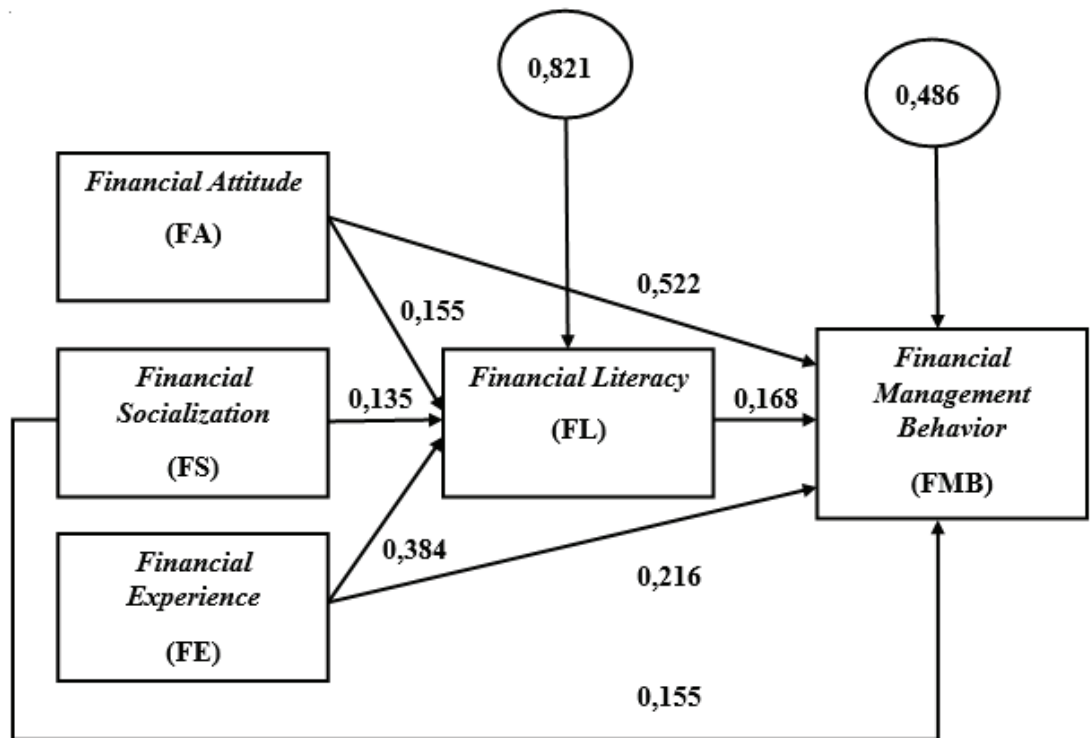 0,821
0,486
Financial Attitude
(FA)
0,522
0,155
Financial
Socialization
(FS)
0,135
Financial Literacy
(FL)
0,168
Financial
Management
Behavior
(FMB)
Financial
Experience
(FE)
0,384
0,216
0,155